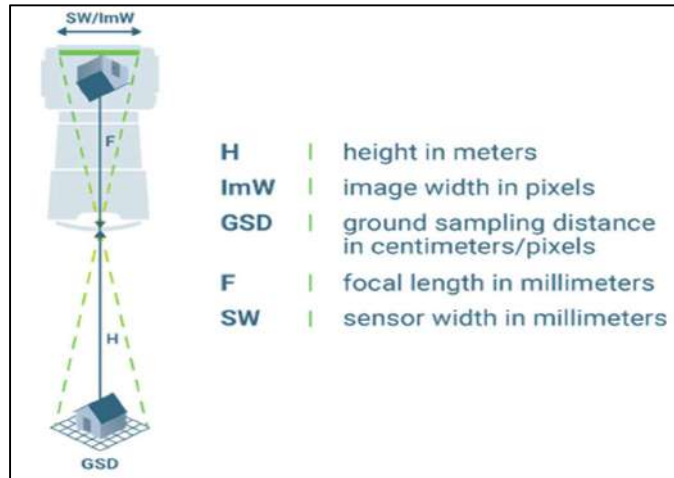 SW/ImW
F
H
GSD
H | height in meters
ImW | image width in pixels
GSD | ground sampling distance
in centimeters/pixels
F | focal length in millimeters
SW | sensor width in millimeters